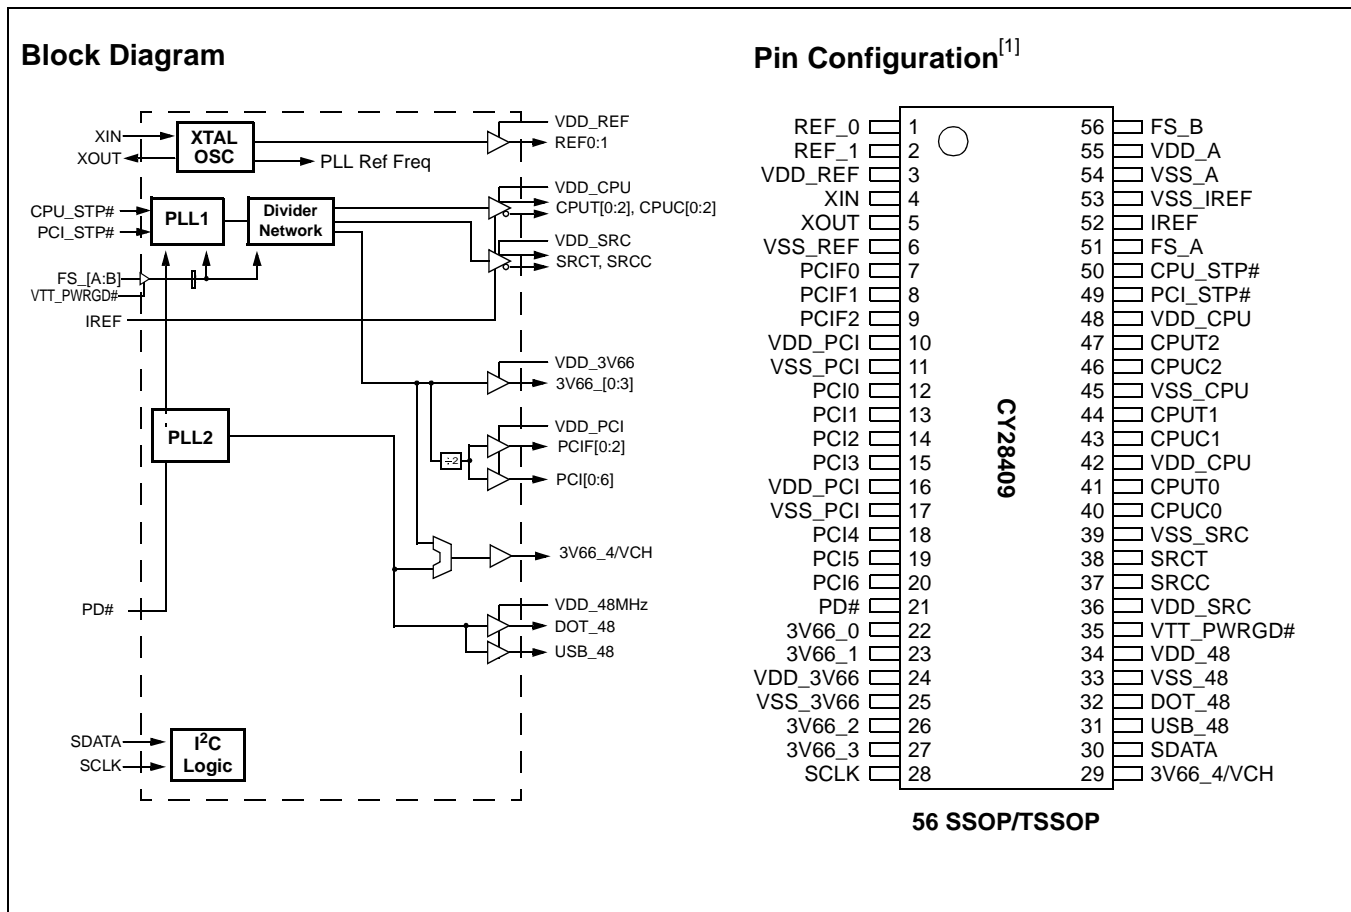 Block Diagram
XIN
XOUT
XTAL
OSC
VDD_REF
REF0:1
PLL Ref Freq
CPU_STP#
PCI_STP#
PLL1
Divider
Network
VDD_CPU
CPUT[0:2], CPUC[0:2]
VDD_SRC
SRCT, SRCC
FS_[A:B]
VTT_PWRGD#
IREF
VDD_3V66
3V66_[0:3]
PLL2
VDD_PCI
PCIF[0:2]
÷2
PCI[0:6]
3V66_4/VCH
PD#
VDD_48MHz
DOT_48
USB_48
SDATA
SCLK
I2C
Logic
Pin Configuration[1]
REF_0 1 56 FS_B
REF_1 2 55 VDD_A
VDD_REF 3 54 VSS_A
XIN 4 53 VSS_IREF
XOUT 5 52 IREF
VSS_REF 6 51 FS_A
PCIF0 7 50 CPU_STP#
PCIF1 8 49 PCI_STP#
PCIF2 9 48 VDD_CPU
VDD_PCI 10 47 CPUT2
VSS_PCI 11 46 CPUC2
PCI0 12 45 VSS_CPU
PCI1 13 44 CPUT1
PCI2 14 43 CPUC1
PCI3 15 42 VDD_CPU
VDD_PCI 16 41 CPUT0
VSS_PCI 17 40 CPUC0
PCI4 18 39 VSS_SRC
PCI5 19 38 SRCT
PCI6 20 37 SRCC
PD# 21 36 VDD_SRC
3V66_0 22 35 VTT_PWRGD#
3V66_1 23 34 VDD_48
VDD_3V66 24 33 VSS_48
VSS_3V66 25 32 DOT_48
3V66_2 26 31 USB_48
3V66_3 27 30 SDATA
SCLK 28 29 3V66_4/VCH
CY28409
56 SSOP/TSSOP